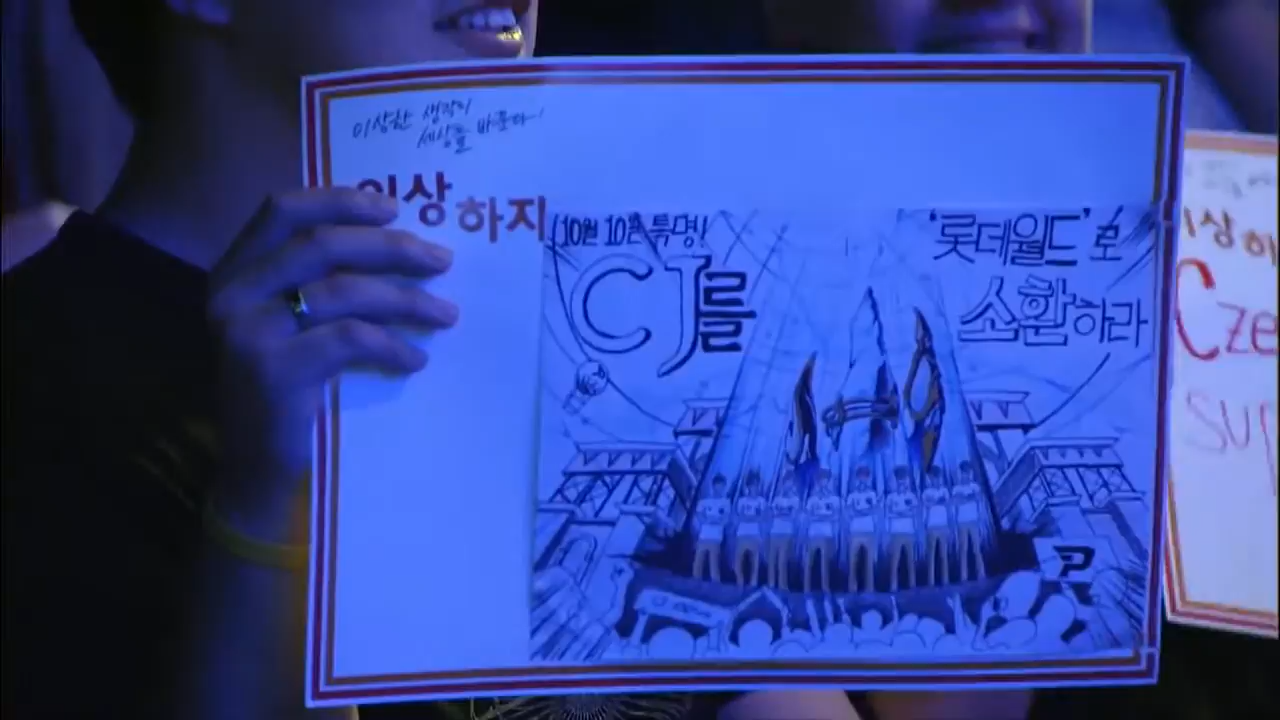 이상한 생각이
세상을 바꾼다!
이상하지
(10월 10일 특명!
CJ를
'롯데월드'로
소환하라
P
이상하
Cze
SUP